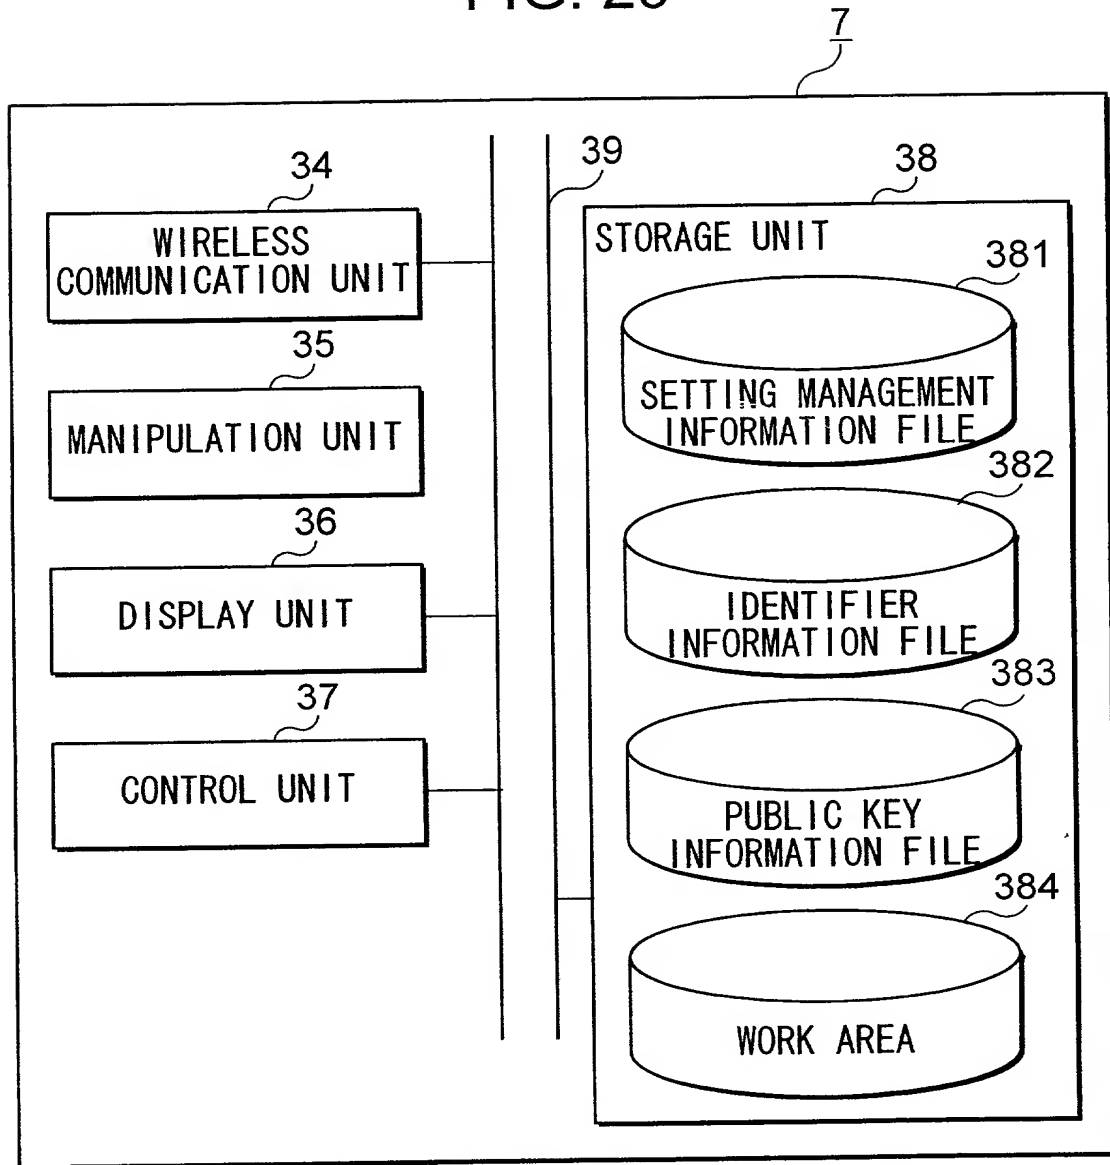 7
34
WIRELESS
COMMUNICATION UNIT
35
MANIPULATION UNIT
36
DISPLAY UNIT
37
CONTROL UNIT
39
38
STORAGE UNIT
381
SETTING MANAGEMENT
INFORMATION FILE
382
IDENTIFIER
INFORMATION FILE
383
PUBLIC KEY
INFORMATION FILE
384
WORK AREA